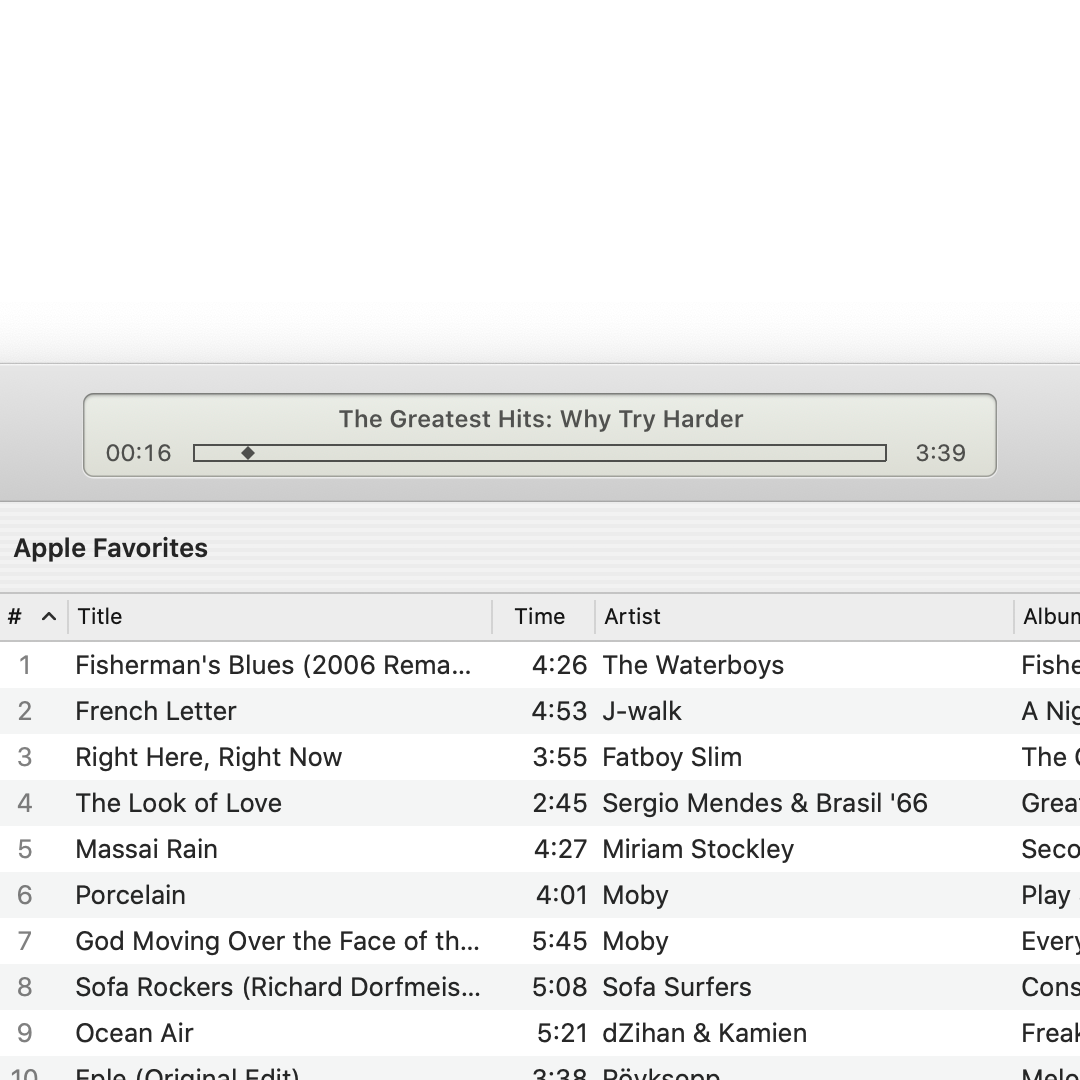 The Greatest Hits: Why Try Harder
00:16 3:39
Apple Favorites
# Title Time Artist Album
1 Fisherman's Blues (2006 Rema... 4:26 The Waterboys Fishe
2 French Letter 4:53 J-walk A Nig
3 Right Here, Right Now 3:55 Fatboy Slim The
4 The Look of Love 2:45 Sergio Mendes & Brasil '66 Grea
5 Massai Rain 4:27 Miriam Stockley Seco
6 Porcelain 4:01 Moby Play
7 God Moving Over the Face of th... 5:45 Moby Every
8 Sofa Rockers (Richard Dorfmeis... 5:08 Sofa Surfers Cons
9 Ocean Air 5:21 dZihan & Kamien Freak
10 Eple (Original Edit) 3:38 Röyksopp Melo